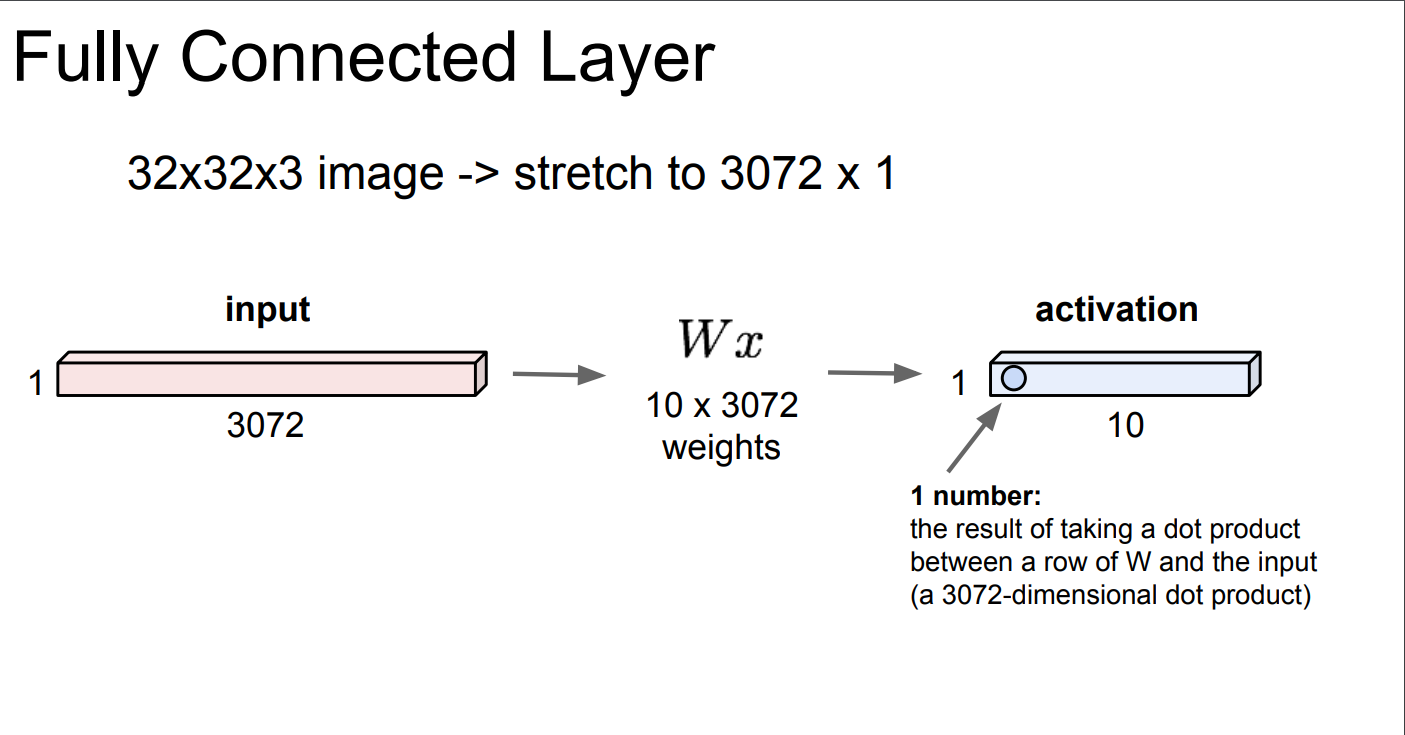 Fully Connected Layer
32x32x3 image -> stretch to 3072 x 1
input
1
3072
Wx
10 x 3072
weights
activation
1
10
1 number:
the result of taking a dot product
between a row of W and the input
(a 3072-dimensional dot product)